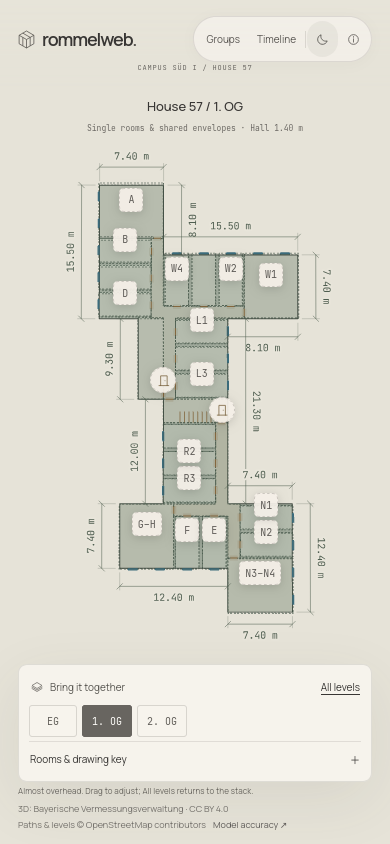 rommelweb.
Groups Timeline
CAMPUS SÜD I / HOUSE 57
House 57 / 1. OG
Single rooms & shared envelopes · Hall 1.40 m
7.40 m
A
8.10 m
15.50 m
B
15.50 m
W4
W2
W1
7.40 m
D
L1
8.10 m
9.30 m
L3
21.30 m
12.00 m
R2
R3
7.40 m
N1
G–H
F
E
N2
7.40 m
12.40 m
N3–N4
12.40 m
7.40 m
Bring it together
All levels
EG
1. OG
2. OG
Rooms & drawing key +
Almost overhead. Drag to adjust; All levels returns to the stack.
3D: Bayerische Vermessungsverwaltung · CC BY 4.0
Paths & levels © OpenStreetMap contributors Model accuracy ↗